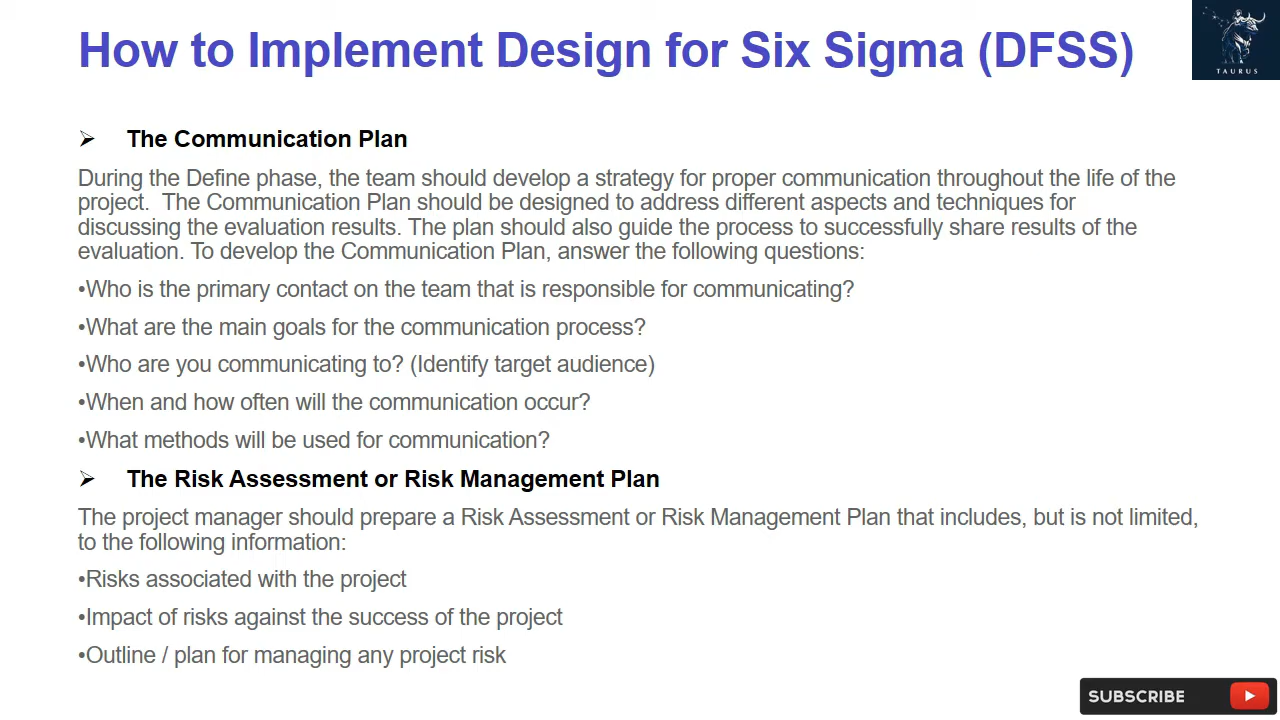 How to Implement Design for Six Sigma (DFSS)
TAURUS
➢ The Communication Plan
During the Define phase, the team should develop a strategy for proper communication throughout the life of the
project.  The Communication Plan should be designed to address different aspects and techniques for
discussing the evaluation results. The plan should also guide the process to successfully share results of the
evaluation. To develop the Communication Plan, answer the following questions:
•Who is the primary contact on the team that is responsible for communicating?
•What are the main goals for the communication process?
•Who are you communicating to? (Identify target audience)
•When and how often will the communication occur?
•What methods will be used for communication?
➢ The Risk Assessment or Risk Management Plan
The project manager should prepare a Risk Assessment or Risk Management Plan that includes, but is not limited,
to the following information:
•Risks associated with the project
•Impact of risks against the success of the project
•Outline / plan for managing any project risk
SUBSCRIBE